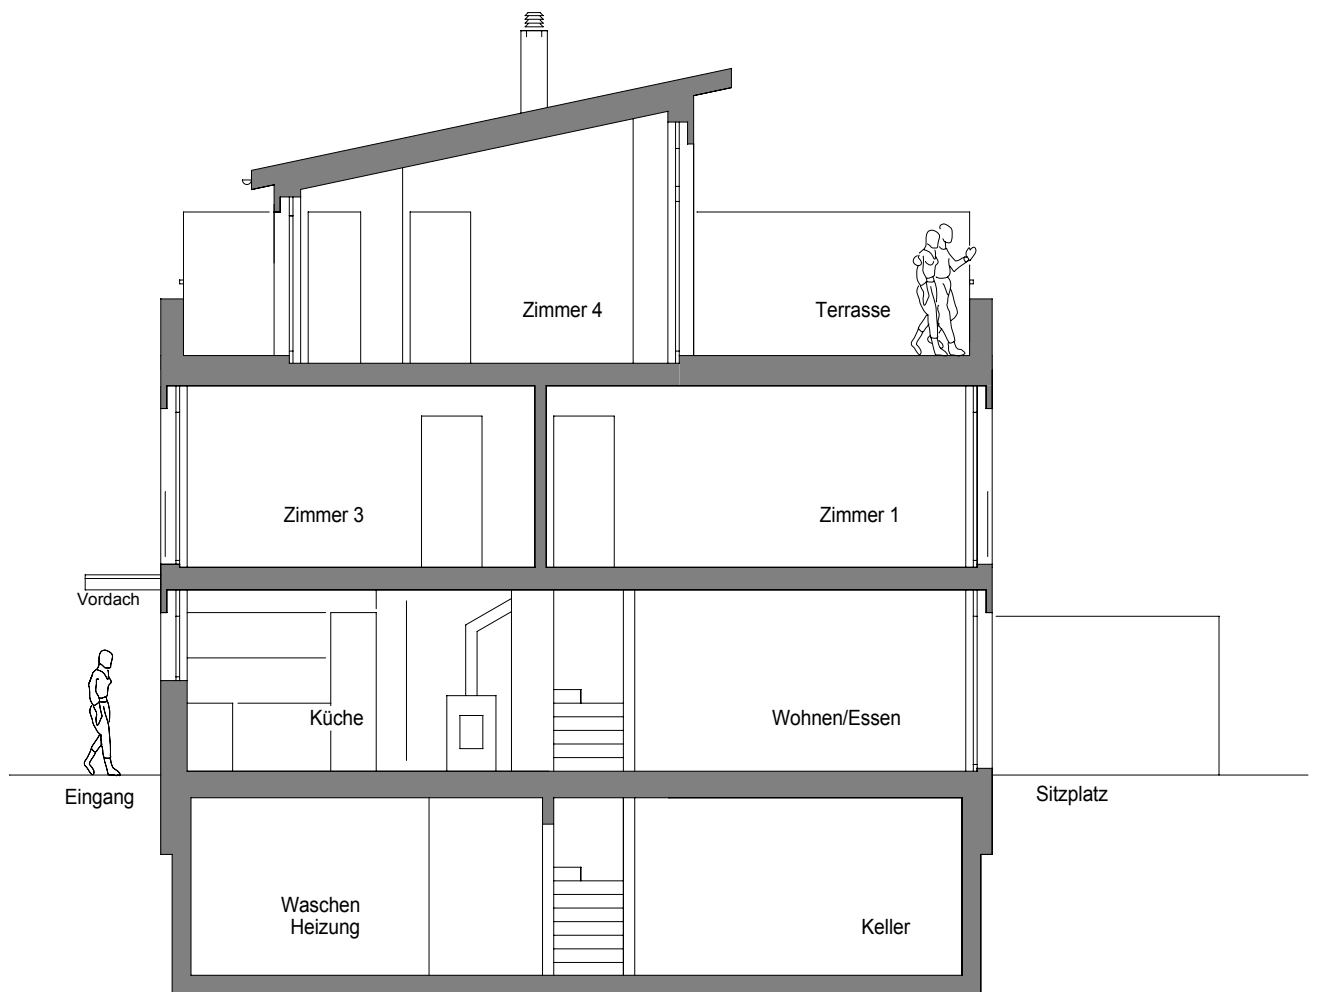 Zimmer 4
Terrasse
Zimmer 3
Zimmer 1
Vordach
Küche
Wohnen/Essen
Eingang
Sitzplatz
Waschen
Heizung
Keller